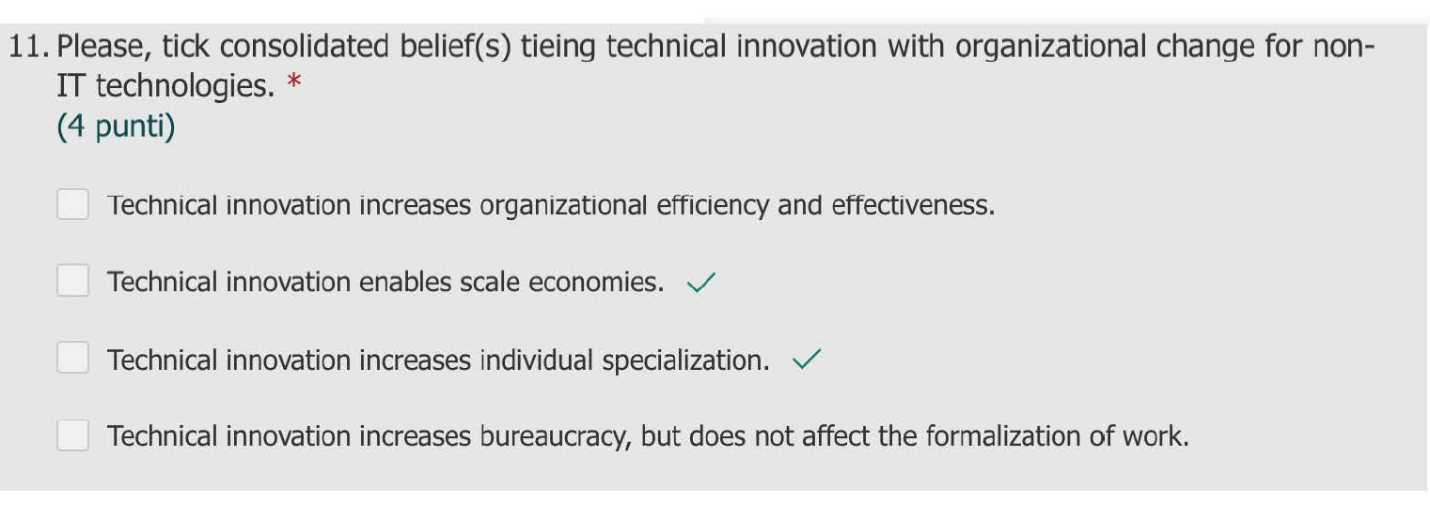 11. Please, tick consolidated belief(s) tieing technical innovation with organizational change for non-
IT technologies. *
(4 punti)
Technical innovation increases organizational efficiency and effectiveness.
Technical innovation enables scale economies.
Technical innovation increases individual specialization.
Technical innovation increases bureaucracy, but does not affect the formalization of work.